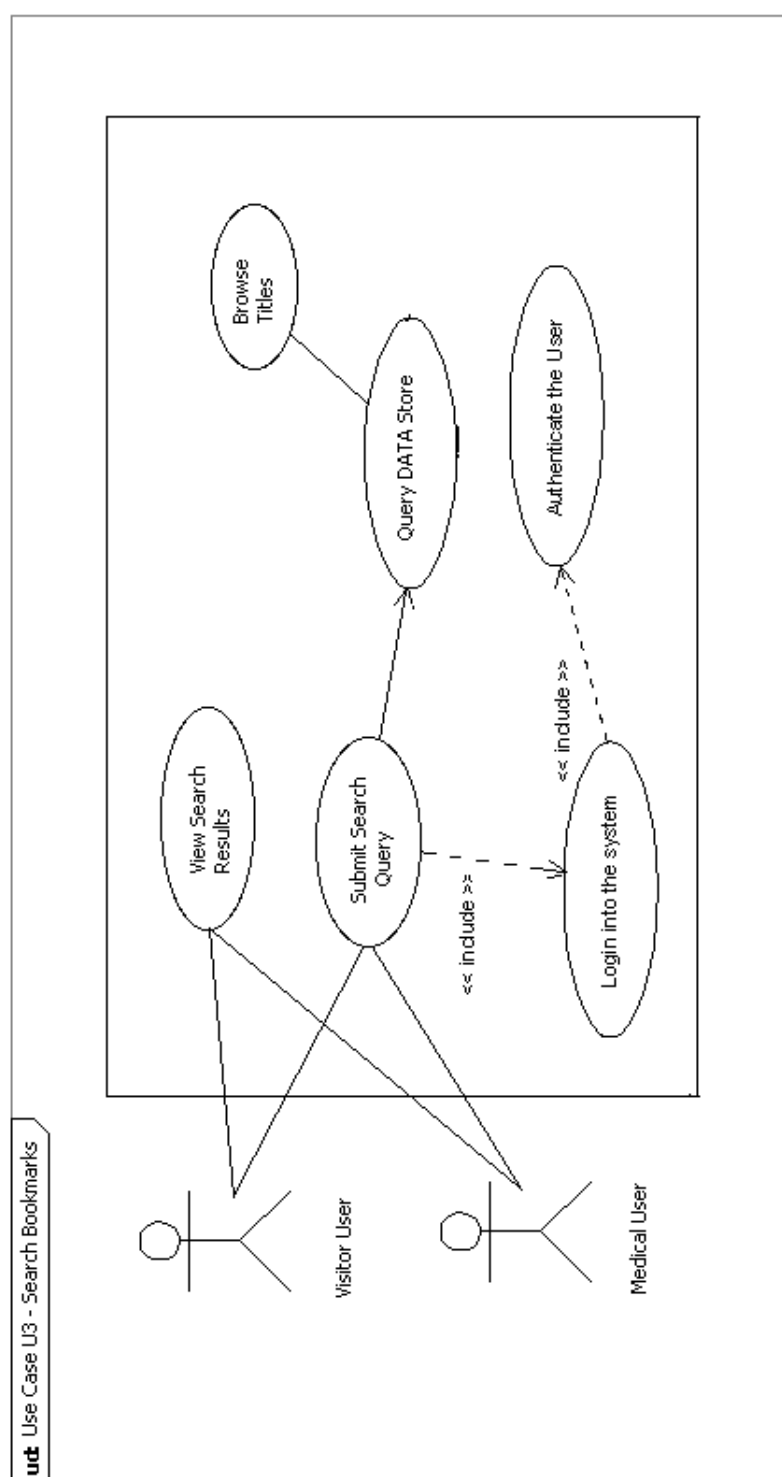 ud: Use Case U3 - Search Bookmarks
Visitor User
Medical User
View Search
Results
Submit Search
Query
<< include >>
Login into the system
<< include >>
Browse
Titles
Query DATA Store
Authenticate the User